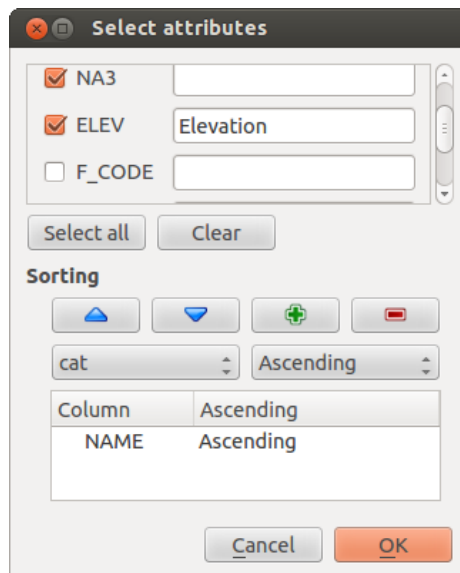 Select attributes
NA3
ELEV Elevation
F_CODE
Select all Clear
Sorting
cat Ascending
Column Ascending
NAME Ascending
Cancel OK